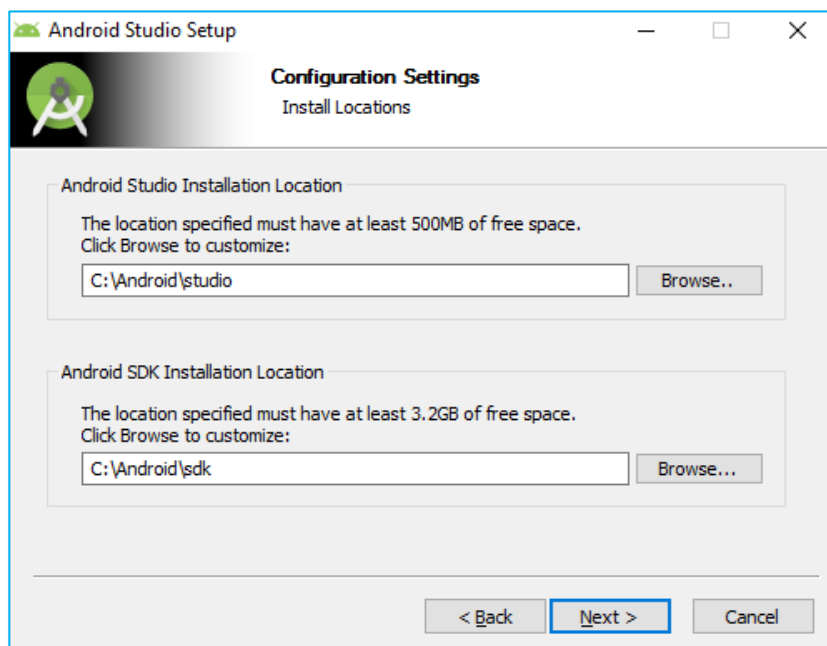 Android Studio Setup
Configuration Settings
Install Locations
Android Studio Installation Location
The location specified must have at least 500MB of free space.
Click Browse to customize:
C:\Android\studio
Browse..
Android SDK Installation Location
The location specified must have at least 3.2GB of free space.
Click Browse to customize:
C:\Android\sdk
Browse...
< Back Next > Cancel